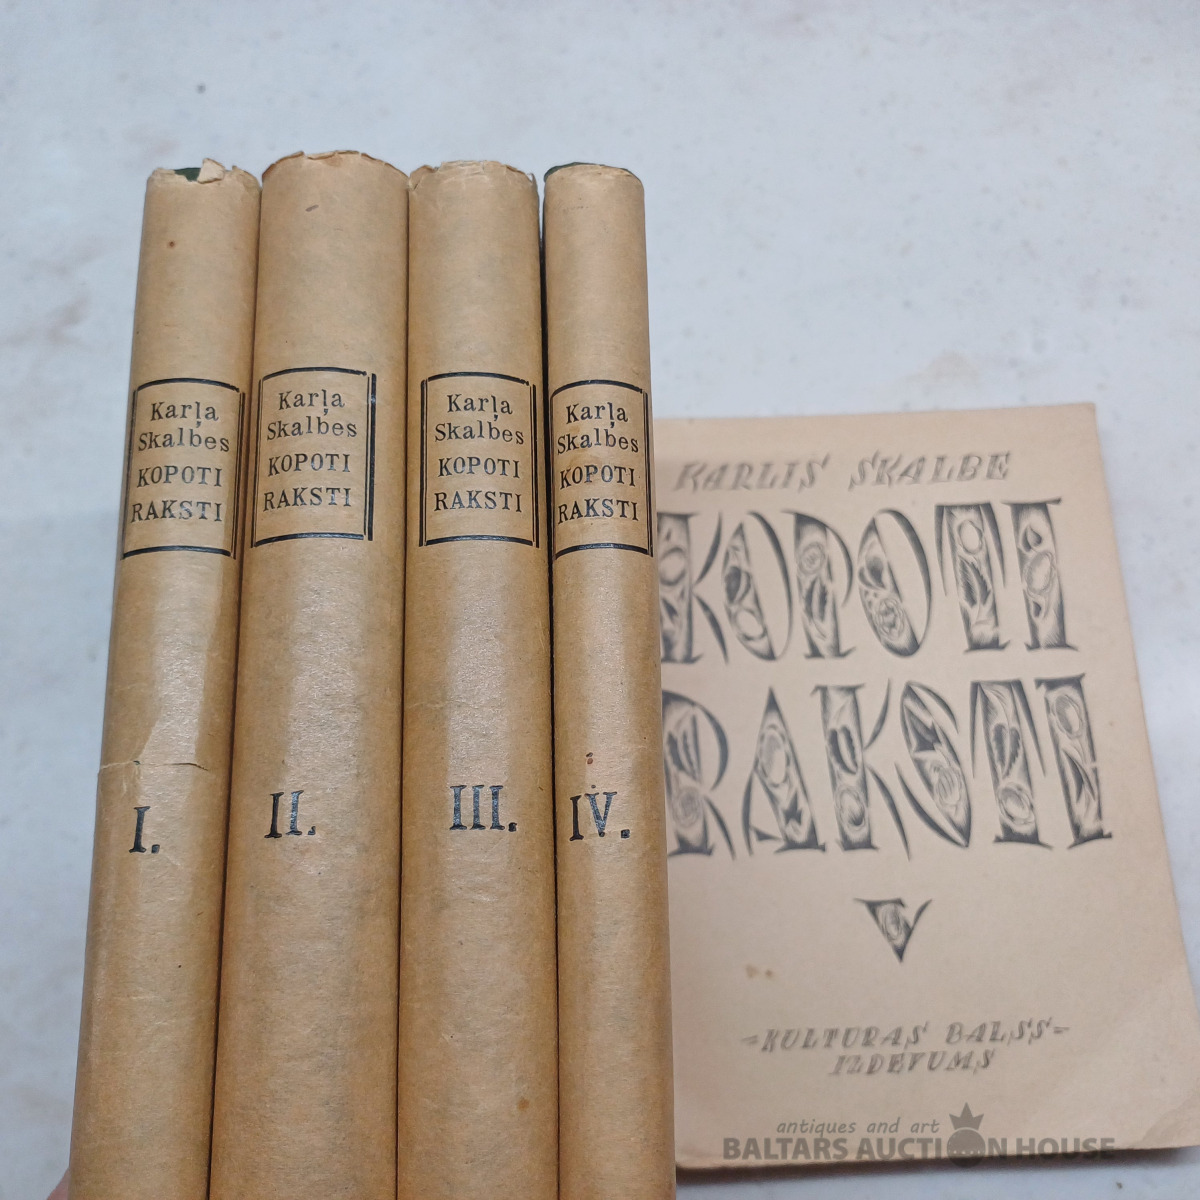 Karļa
Skalbes
KOPOTI
RAKSTI
I.
Karļa
Skalbes
KOPOTI
RAKSTI
II.
Karļa
Skalbes
KOPOTI
RAKSTI
III.
Karļa
Skalbes
KOPOTI
RAKSTI
IV.
KARLIS SKALBE
KOPOTI
RAKSTI
V
KULTURAS BALSS
IZDEVUMS
antiques and art
BALTARS AUCTION HOUSE